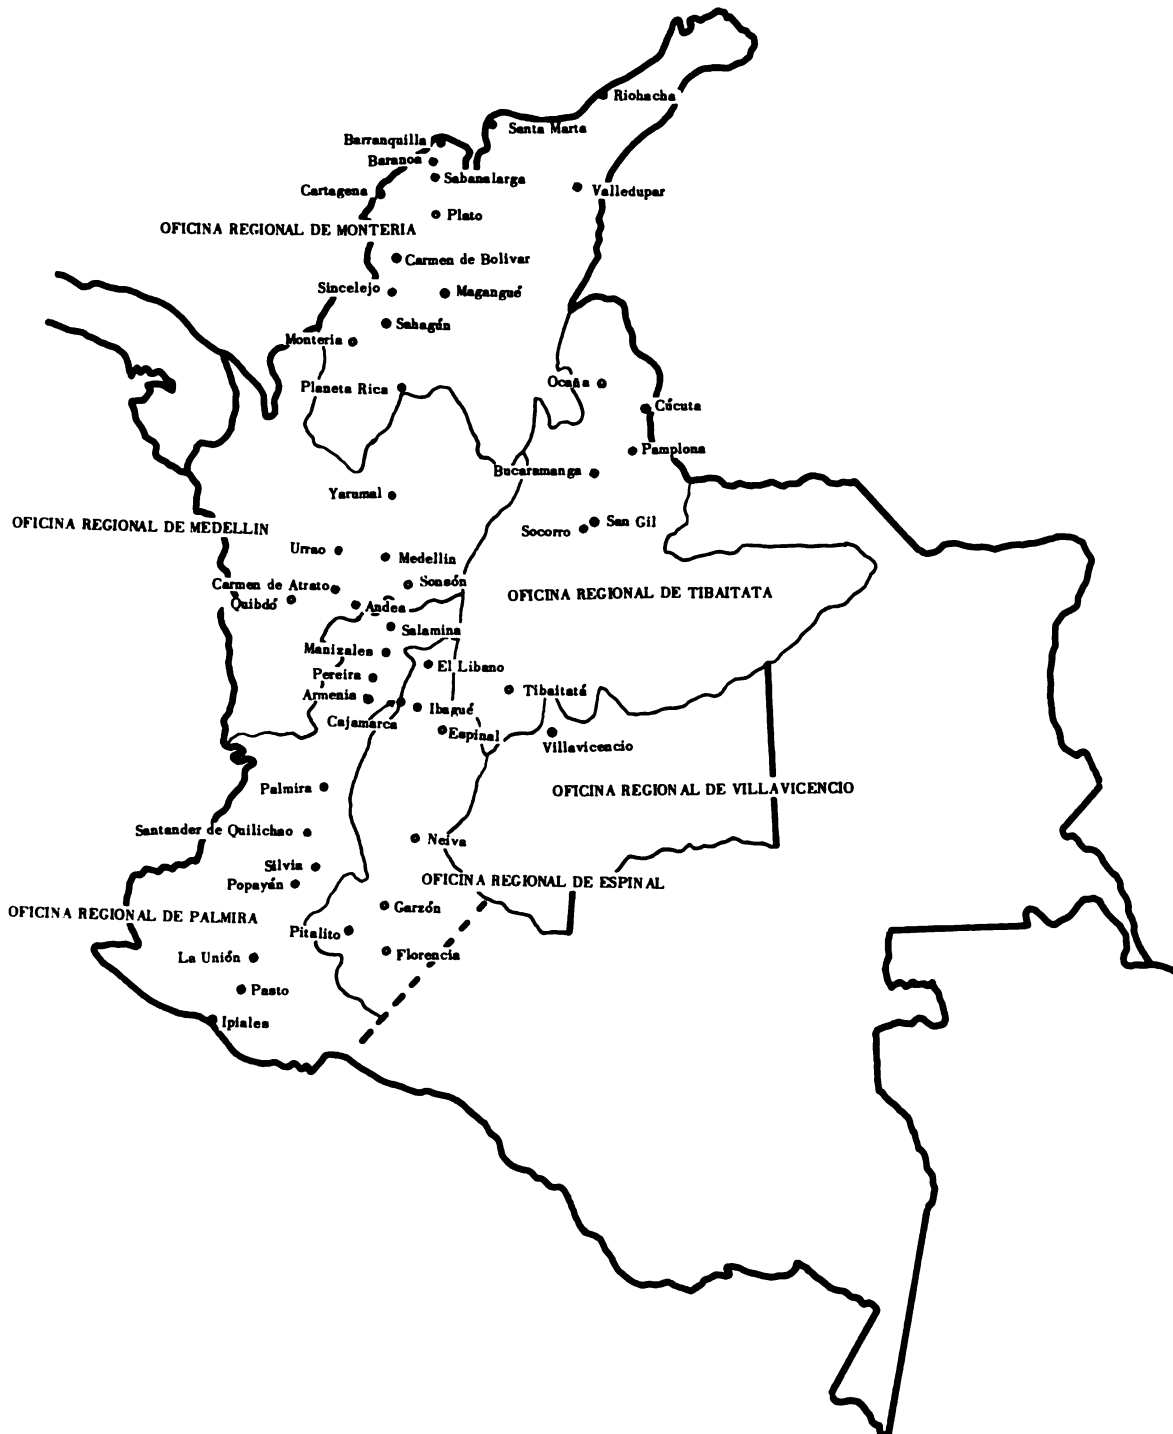 Riohacha
Santa Marta
Barranquilla
Baranoa
Sabanalarga
Cartagena
Valledupar
Plato
OFICINA REGIONAL DE MONTERIA
Carmen de Bolivar
Sincelejo
Magangué
Sahagún
Monteria
Planeta Rica
Ocaña
Cúcuta
Pamplona
Bucaramanga
Yarumal
OFICINA REGIONAL DE MEDELLIN
San Gil
Socorro
Urrao
Medellin
Carmen de Atrato
Sonsón
OFICINA REGIONAL DE TIBAITATA
Quibdó
Andea
Salamina
Manizales
El Libano
Pereira
Tibaitatá
Armenia
Ibagué
Cajamarca
Espinal
Villavicencio
Palmira
OFICINA REGIONAL DE VILLAVICENCIO
Santander de Quilichao
Neiva
Silvia
Popayán
OFICINA REGIONAL DE ESPINAL
OFICINA REGIONAL DE PALMIRA
Garzón
Pitalito
La Unión
Florencia
Pasto
Ipiales